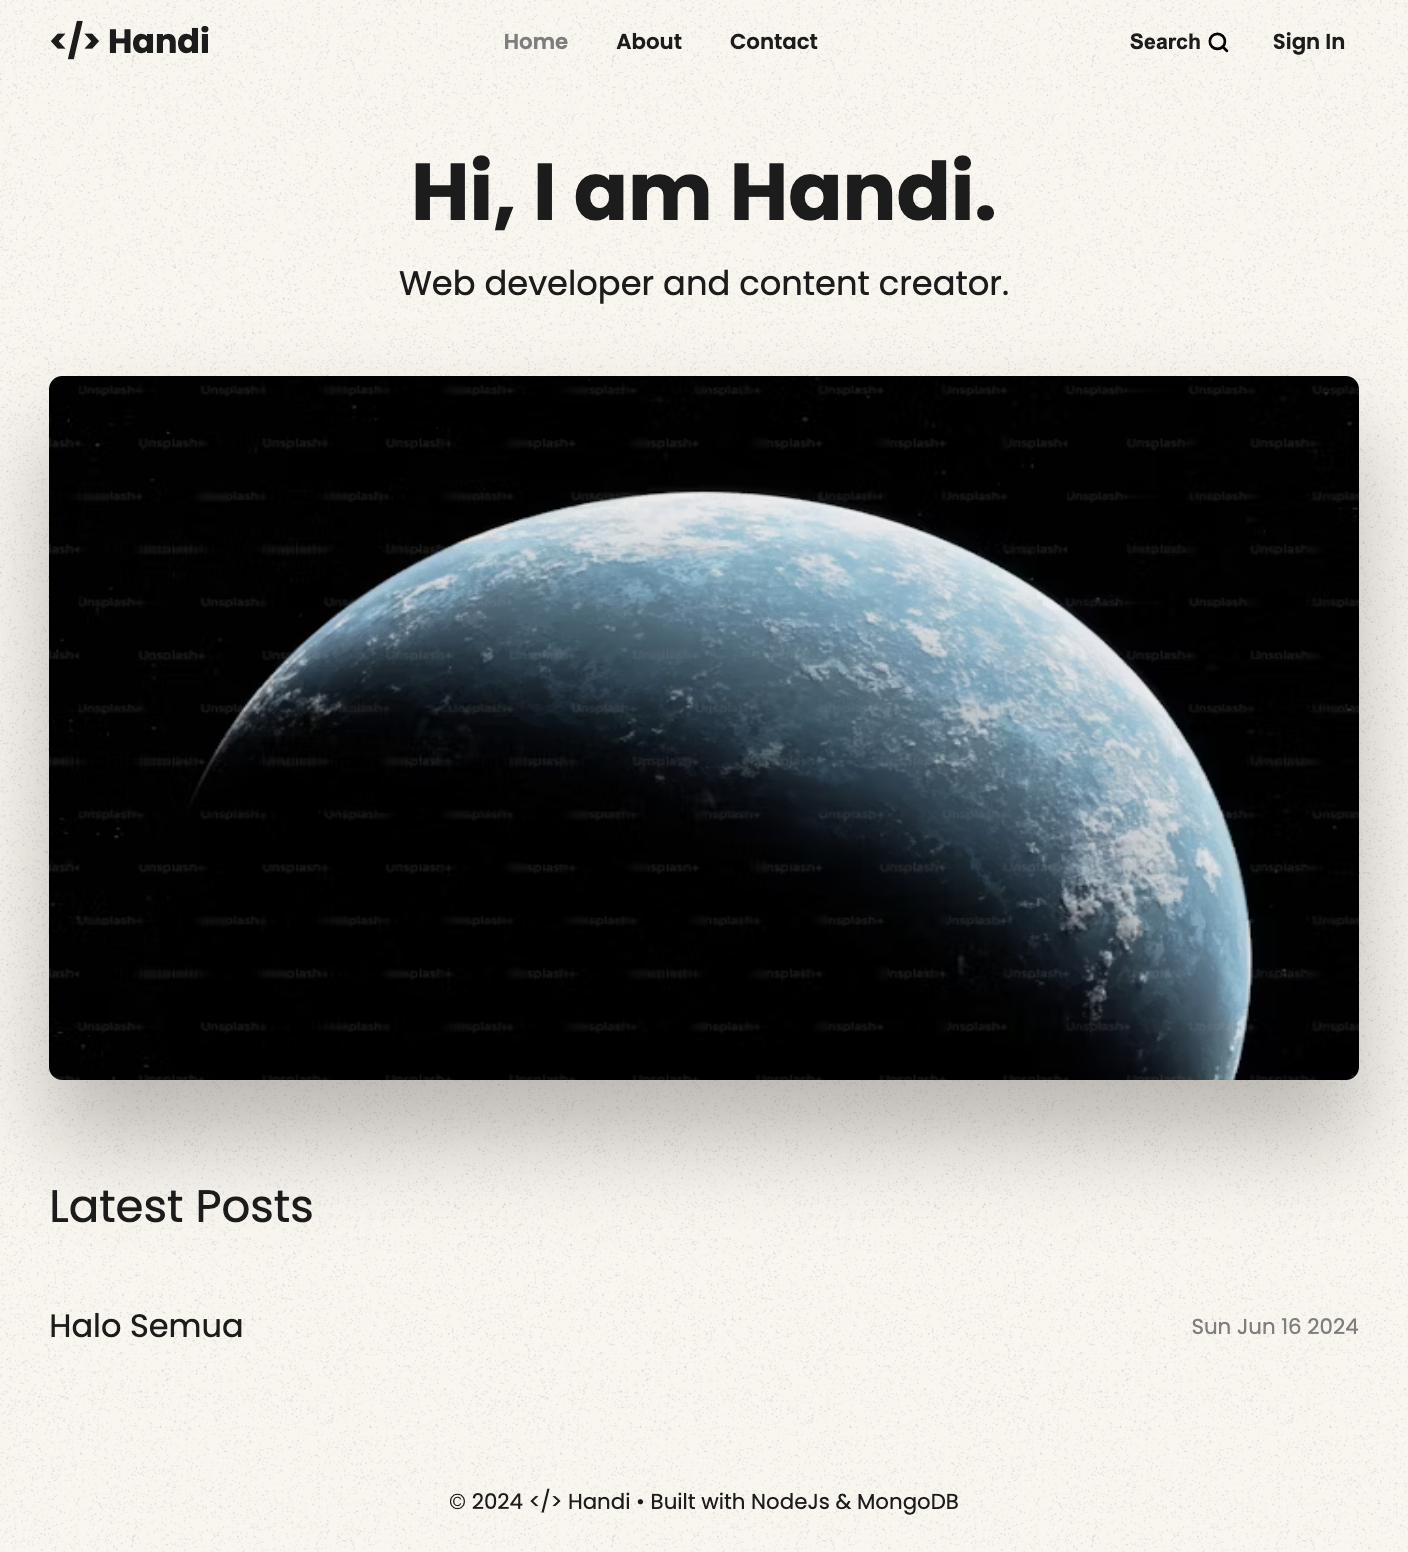 </> Handi
Home About Contact
Search Sign In
Hi, I am Handi.
Web developer and content creator.
Unsplash+
Latest Posts
Halo Semua
Sun Jun 16 2024
© 2024 </> Handi • Built with NodeJs & MongoDB